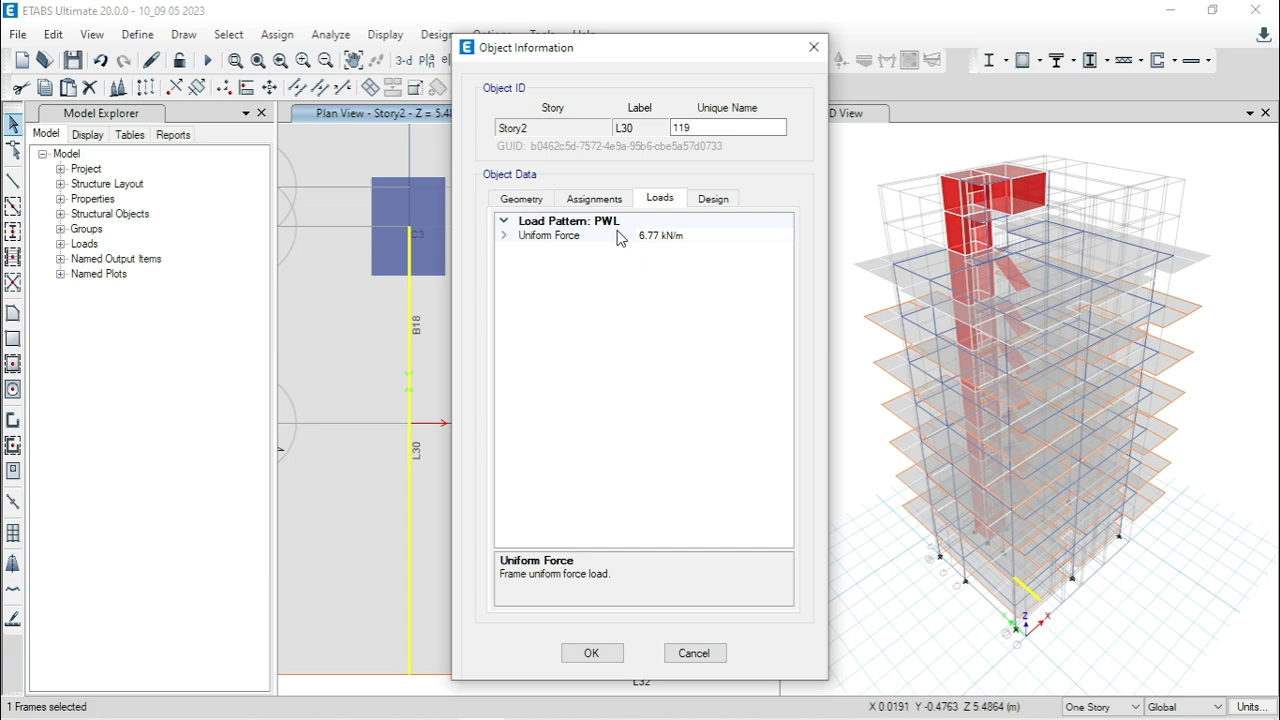 ETABS Ultimate 20.0.0 - 10_09 05 2023
File Edit View Define Draw Select Assign Analyze Display Design
Object Information
3-d
Model Explorer
Plan View - Story2 - Z = 5.48
D View
Model Display Tables Reports
Model
Project
Structure Layout
Properties
Structural Objects
Groups
Loads
Named Output Items
Named Plots
C3
B18
L30
L32
Object ID
Story Label Unique Name
Story2 L30 119
GUID: b0462c5d-7572-4e9a-95b6-cbe5a57d0733
Object Data
Geometry Assignments Loads Design
Load Pattern: PWL
Uniform Force 6.77 kN/m
Uniform Force
Frame uniform force load.
OK Cancel
Z
X
1 Frames selected
X 0.0191 Y -0.4763 Z 5.4864 (m)
One Story
Global
Units...